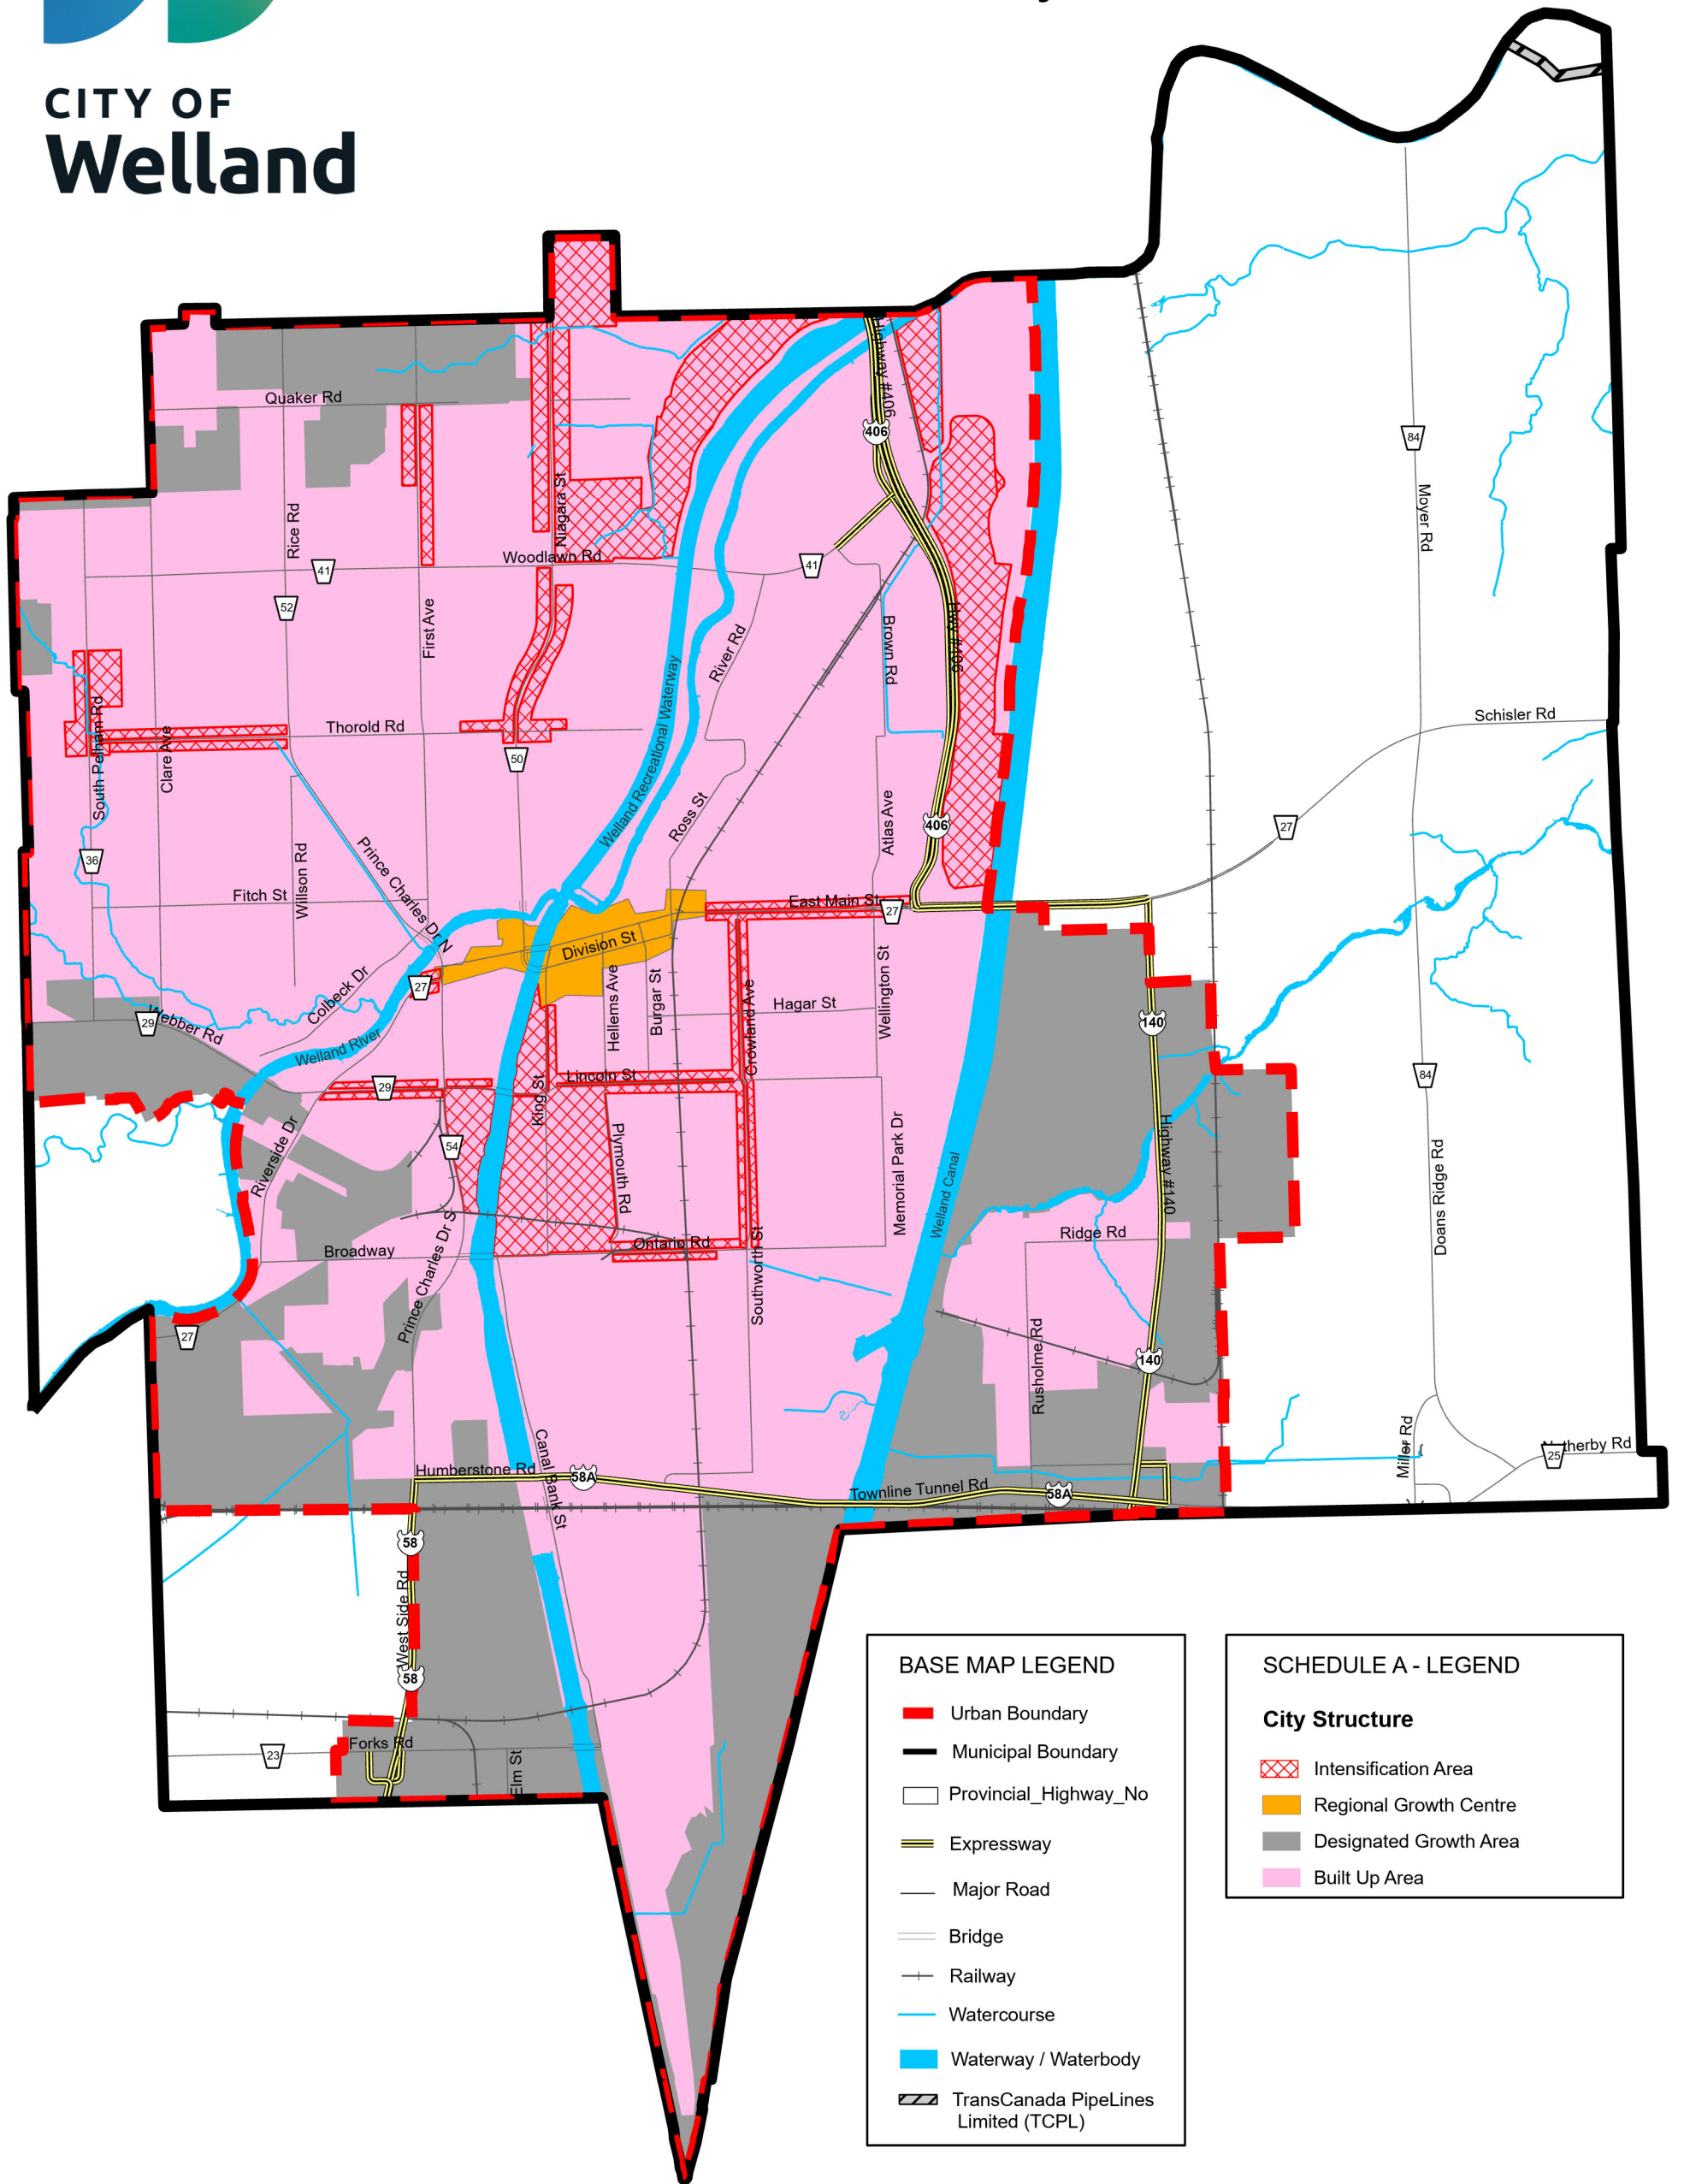 CITY OF
Welland
Highway #406
406
Quaker Rd
84
Niagara St
Moyer Rd
Rice Rd
Woodlawn Rd
41
41
52
First Ave
River Rd
Brown Rd
Hwy #406
Welland Recreational Waterway
South Pelham Rd
Clare Ave
Thorold Rd
Schisler Rd
50
Ross St
Atlas Ave
406
27
36
Prince Charles Dr N
Willson Rd
Fitch St
East Main St
27
Division St
27
Colbeck Dr
Hellems Ave
Burgar St
Crowland Ave
Hagar St
Wellington St
29
Webber Rd
140
Welland River
Lincoln St
29
King St
84
Riverside Dr
54
Plymouth Rd
Memorial Park Dr
Welland Canal
Highway #140
Doans Ridge Rd
Ridge Rd
Broadway
Ontario Rd
Prince Charles Dr S
Southworth St
27
Rusholme Rd
140
Canal Bank St
Miller Rd
Netherby Rd
25
Humberstone Rd
58A
Townline Tunnel Rd
58A
58
West Side Rd
58
Forks Rd
23
Elm St
BASE MAP LEGEND
Urban Boundary
Municipal Boundary
Provincial_Highway_No
Expressway
Major Road
Bridge
Railway
Watercourse
Waterway / Waterbody
TransCanada PipeLines
Limited (TCPL)
SCHEDULE A - LEGEND
City Structure
Intensification Area
Regional Growth Centre
Designated Growth Area
Built Up Area